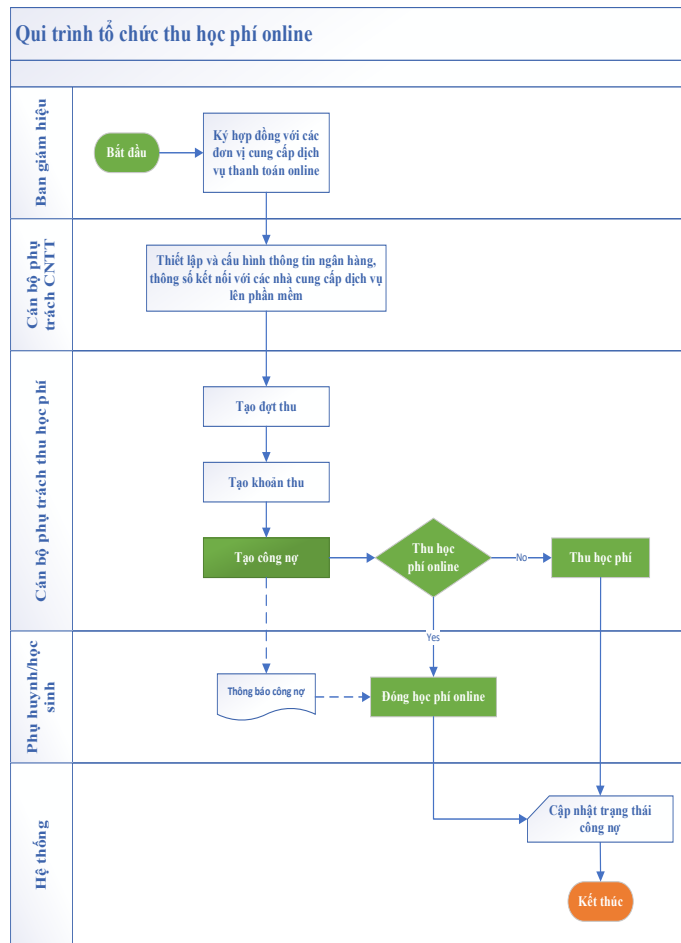 Qui trình tổ chức thu học phí online
Ban giám hiệu
Bắt đầu
Ký hợp đồng với các
đơn vị cung cấp dịch
vụ thanh toán online
Cán bộ phụ
trách CNTT
Thiết lập và cấu hình thông tin ngân hàng,
thông số kết nối với các nhà cung cấp dịch vụ
lên phần mềm
Cán bộ phụ trách thu học phí
Tạo đợt thu
Tạo khoản thu
Tạo công nợ
Thu học
phí online
No
Thu học phí
Yes
Phụ huynh/học
sinh
Thông báo công nợ
Đóng học phí online
Hệ thống
Cập nhật trạng thái
công nợ
Kết thúc